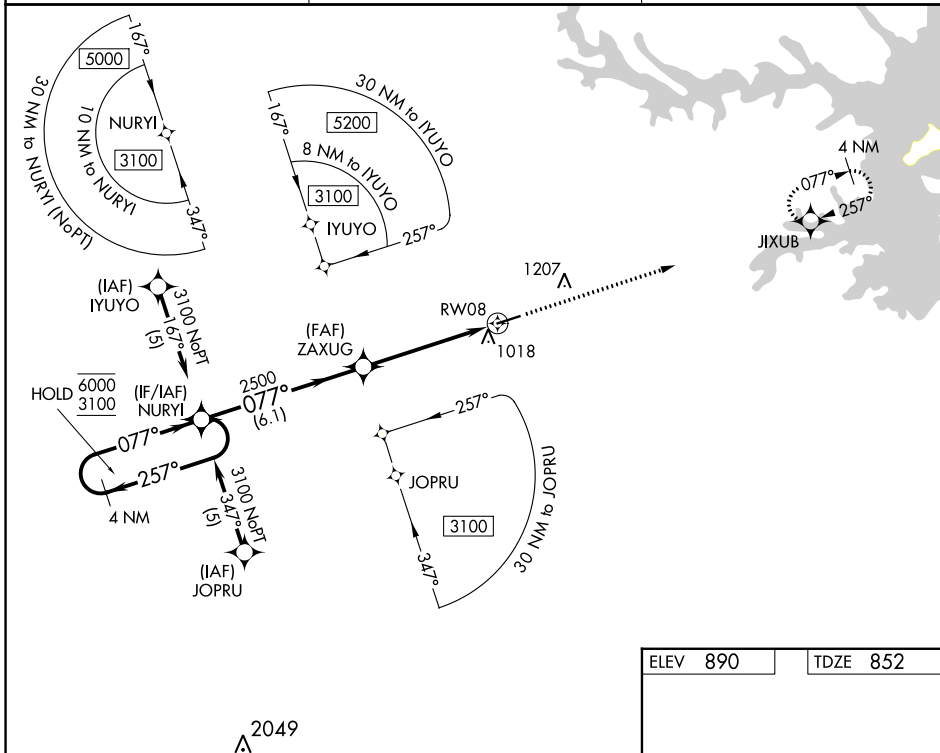 167°
5000
30 NM to NURYI (NoPT)
10 NM to NURYI
NURYI
3100
347°
167°
30 NM to IYUYO
5200
8 NM to IYUYO
3100
IYUYO
257°
4 NM
077°
257°
JIXUB
(IAF)
IYUYO
3100 NoPT
167°
(5)
1207
RW08
1018
(FAF)
ZAXUG
HOLD 6000
3100
(IF/IAF)
NURYI
2500
077°
(6.1)
077°
257°
4 NM
3100 NoPT
347°
(5)
(IAF)
JOPRU
257°
JOPRU
3100
30 NM to JOPRU
347°
ELEV 890
TDZE 852
2049